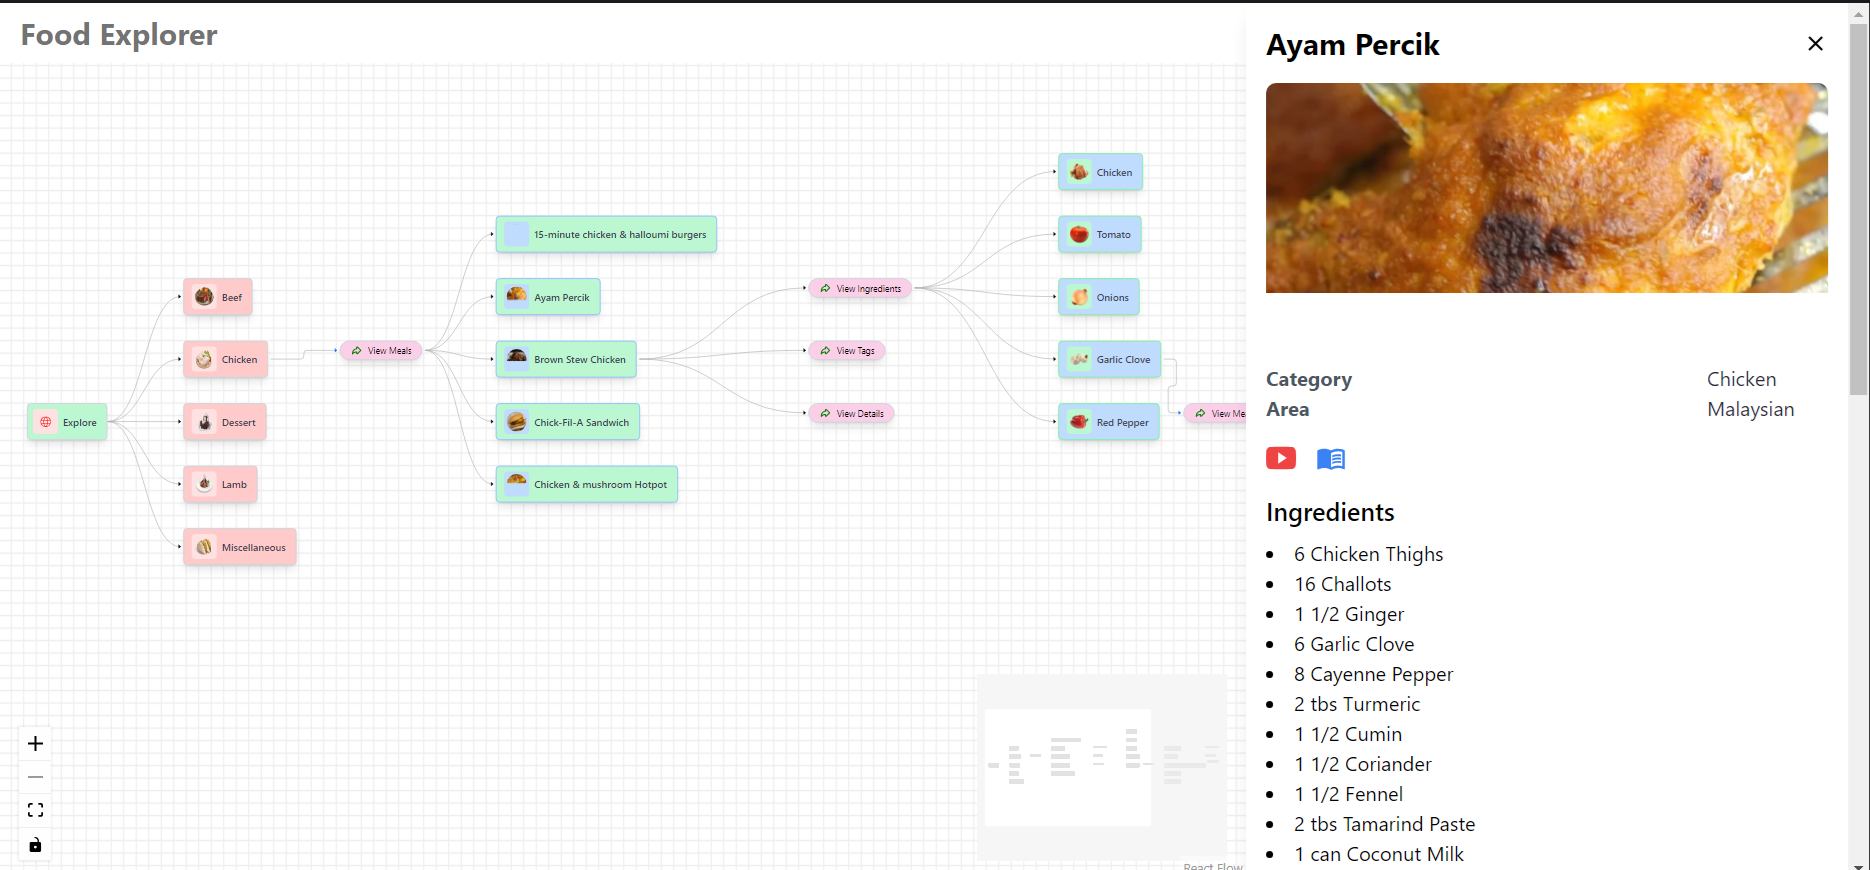 Food Explorer
Explore
Beef
Chicken
Dessert
Lamb
Miscellaneous
View Meals
15-minute chicken & halloumi burgers
Ayam Percik
Brown Stew Chicken
Chick-Fil-A Sandwich
Chicken & mushroom Hotpot
View Ingredients
View Tags
View Details
Chicken
Tomato
Onions
Garlic Clove
Red Pepper
View Mea
React Flow
Ayam Percik
Category Chicken
Area Malaysian
Ingredients
6 Chicken Thighs
16 Challots
1 1/2 Ginger
6 Garlic Clove
8 Cayenne Pepper
2 tbs Turmeric
1 1/2 Cumin
1 1/2 Coriander
1 1/2 Fennel
2 tbs Tamarind Paste
1 can Coconut Milk